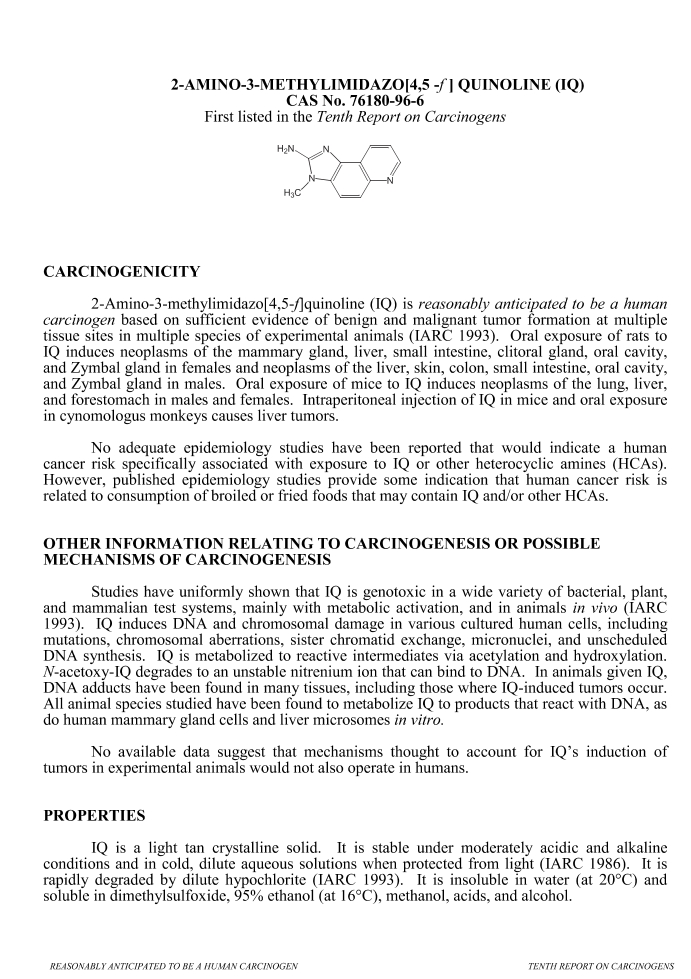 2-AMINO-3-METHYLIMIDAZO[4,5 -f ] QUINOLINE (IQ)
CAS No. 76180-96-6
First listed in the Tenth Report on Carcinogens
H2N
N
N
N
H3C
CARCINOGENICITY
2-Amino-3-methylimidazo[4,5-f]quinoline (IQ) is reasonably anticipated to be a human
carcinogen based on sufficient evidence of benign and malignant tumor formation at multiple
tissue sites in multiple species of experimental animals (IARC 1993). Oral exposure of rats to
IQ induces neoplasms of the mammary gland, liver, small intestine, clitoral gland, oral cavity,
and Zymbal gland in females and neoplasms of the liver, skin, colon, small intestine, oral cavity,
and Zymbal gland in males. Oral exposure of mice to IQ induces neoplasms of the lung, liver,
and forestomach in males and females. Intraperitoneal injection of IQ in mice and oral exposure
in cynomologus monkeys causes liver tumors.
No adequate epidemiology studies have been reported that would indicate a human
cancer risk specifically associated with exposure to IQ or other heterocyclic amines (HCAs).
However, published epidemiology studies provide some indication that human cancer risk is
related to consumption of broiled or fried foods that may contain IQ and/or other HCAs.
OTHER INFORMATION RELATING TO CARCINOGENESIS OR POSSIBLE
MECHANISMS OF CARCINOGENESIS
Studies have uniformly shown that IQ is genotoxic in a wide variety of bacterial, plant,
and mammalian test systems, mainly with metabolic activation, and in animals in vivo (IARC
1993). IQ induces DNA and chromosomal damage in various cultured human cells, including
mutations, chromosomal aberrations, sister chromatid exchange, micronuclei, and unscheduled
DNA synthesis. IQ is metabolized to reactive intermediates via acetylation and hydroxylation.
N-acetoxy-IQ degrades to an unstable nitrenium ion that can bind to DNA. In animals given IQ,
DNA adducts have been found in many tissues, including those where IQ-induced tumors occur.
All animal species studied have been found to metabolize IQ to products that react with DNA, as
do human mammary gland cells and liver microsomes in vitro.
No available data suggest that mechanisms thought to account for IQ’s induction of
tumors in experimental animals would not also operate in humans.
PROPERTIES
IQ is a light tan crystalline solid. It is stable under moderately acidic and alkaline
conditions and in cold, dilute aqueous solutions when protected from light (IARC 1986). It is
rapidly degraded by dilute hypochlorite (IARC 1993). It is insoluble in water (at 20°C) and
soluble in dimethylsulfoxide, 95% ethanol (at 16°C), methanol, acids, and alcohol.
REASONABLY ANTICIPATED TO BE A HUMAN CARCINOGEN
TENTH REPORT ON CARCINOGENS